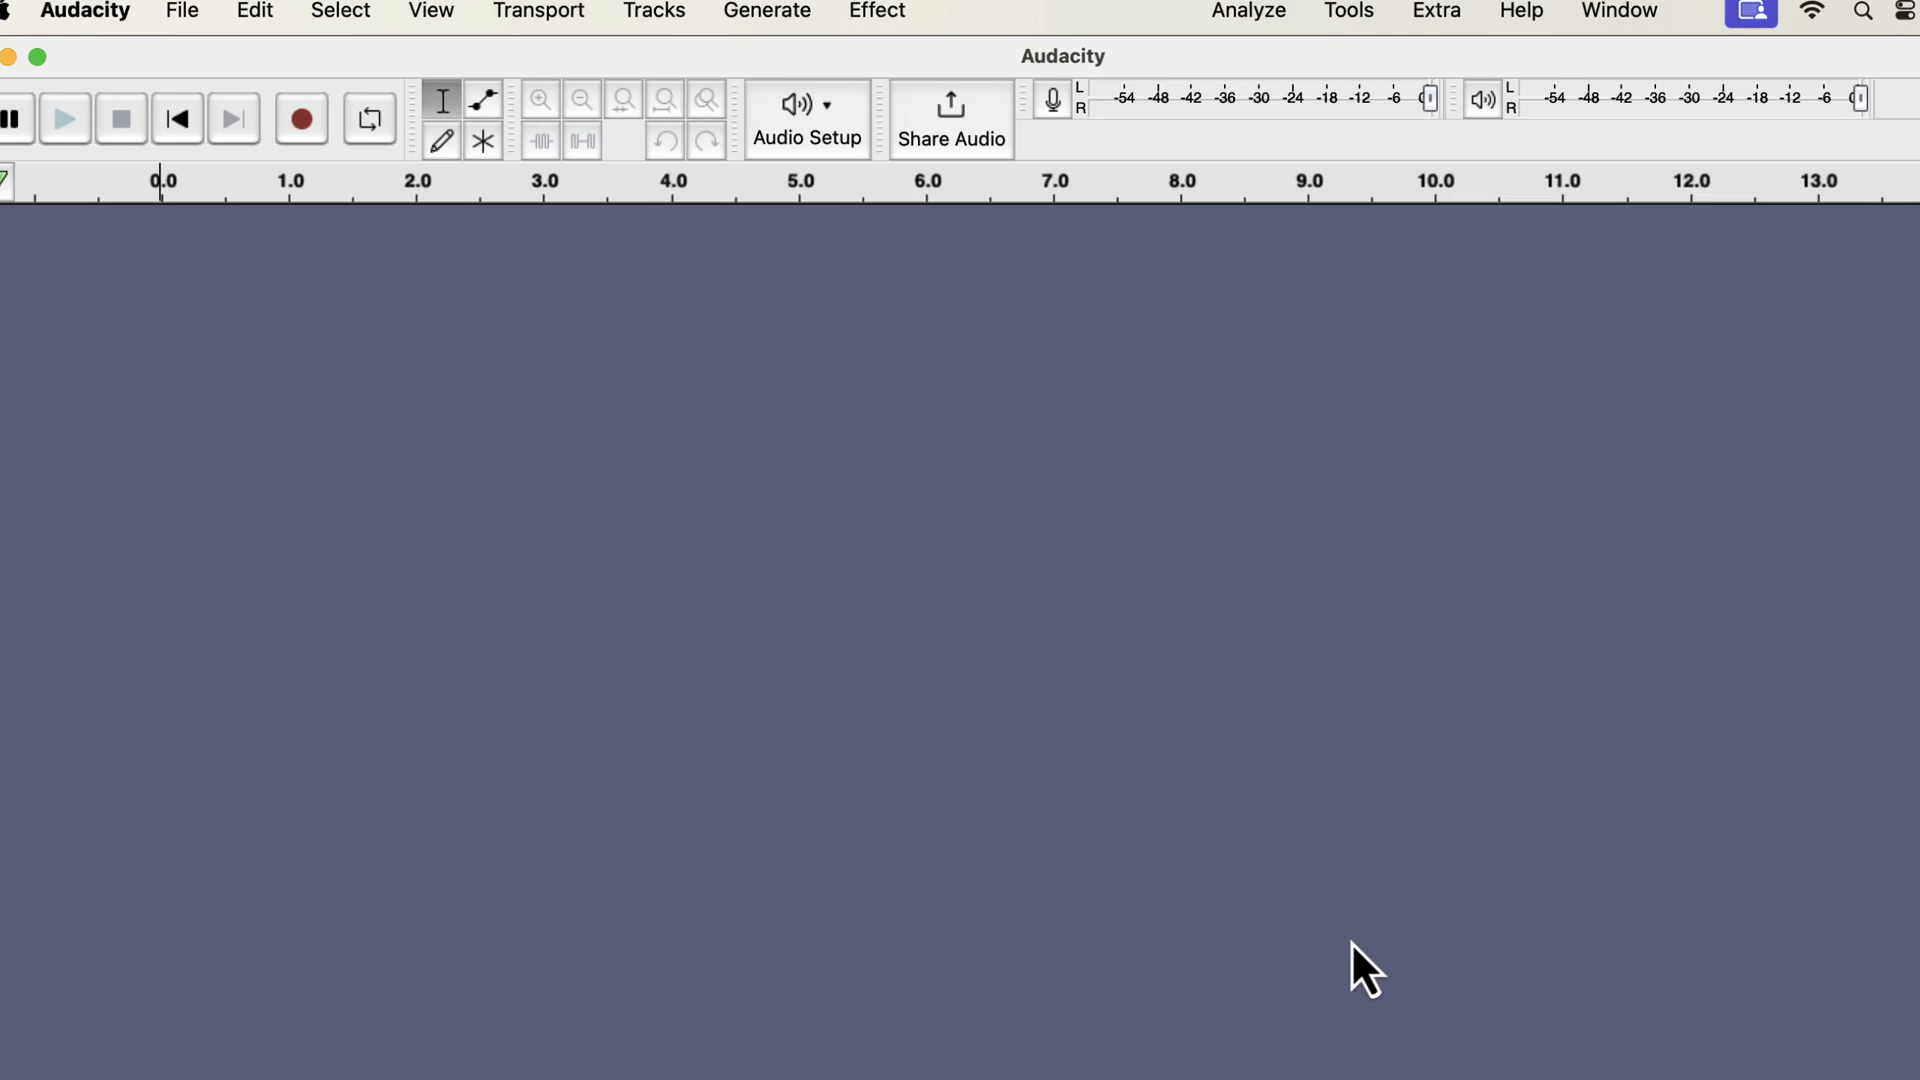 Audacity File Edit Select View Transport Tracks Generate Effect Analyze Tools Extra Help Window
Audacity
L -54 -48 -42 -36 -30 -24 -18 -12 -6
R
L -54 -48 -42 -36 -30 -24 -18 -12 -6
R
Audio Setup
Share Audio
0.0 1.0 2.0 3.0 4.0 5.0 6.0 7.0 8.0 9.0 10.0 11.0 12.0 13.0